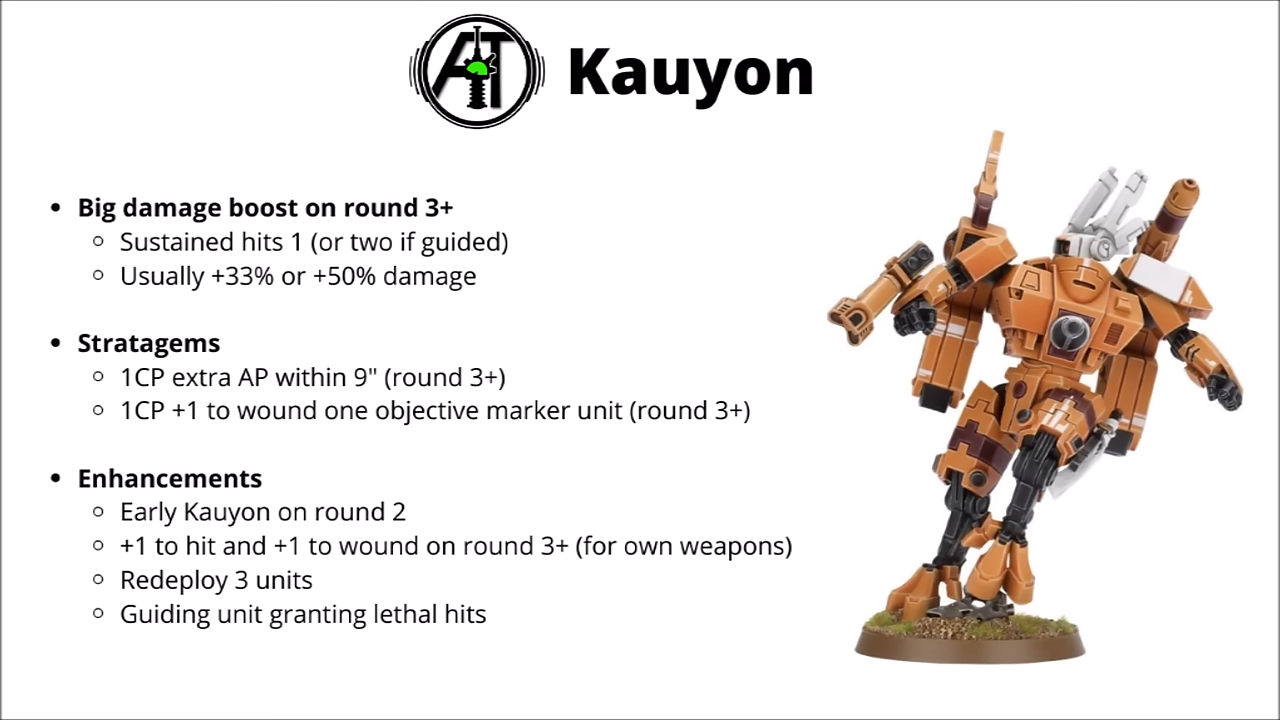 AT
Kauyon
• Big damage boost on round 3+
○ Sustained hits 1 (or two if guided)
○ Usually +33% or +50% damage
• Stratagems
○ 1CP extra AP within 9" (round 3+)
○ 1CP +1 to wound one objective marker unit (round 3+)
• Enhancements
○ Early Kauyon on round 2
○ +1 to hit and +1 to wound on round 3+ (for own weapons)
○ Redeploy 3 units
○ Guiding unit granting lethal hits